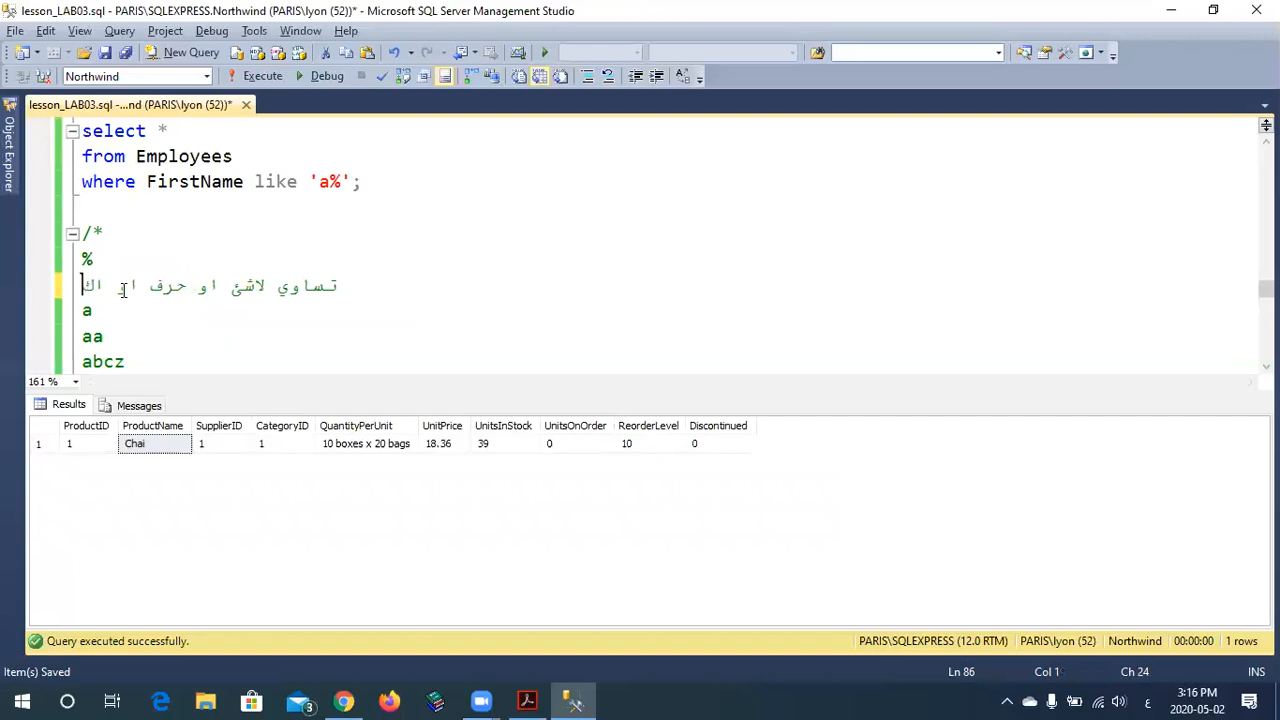 lesson_LAB03.sql - PARIS\SQLEXPRESS.Northwind (PARIS\lyon (52))* - Microsoft SQL Server Management Studio
File Edit View Query Project Debug Tools Window Help
New Query
Northwind Execute Debug
lesson_LAB03.sql -...nd (PARIS\lyon (52))*
Object Explorer
select *
from Employees
where FirstName like 'a%';
/*
%
تساوي لاشئ او حرف او اك
a
aa
abcz
161 %
Results Messages
ProductID ProductName SupplierID CategoryID QuantityPerUnit UnitPrice UnitsInStock UnitsOnOrder ReorderLevel Discontinued
1 1 Chai 1 1 10 boxes x 20 bags 18.36 39 0 10 0
Query executed successfully. PARIS\SQLEXPRESS (12.0 RTM) PARIS\lyon (52) Northwind 00:00:00 1 rows
Item(s) Saved Ln 86 Col 1 Ch 24 INS
3 ع 3:16 PM
2020-05-02